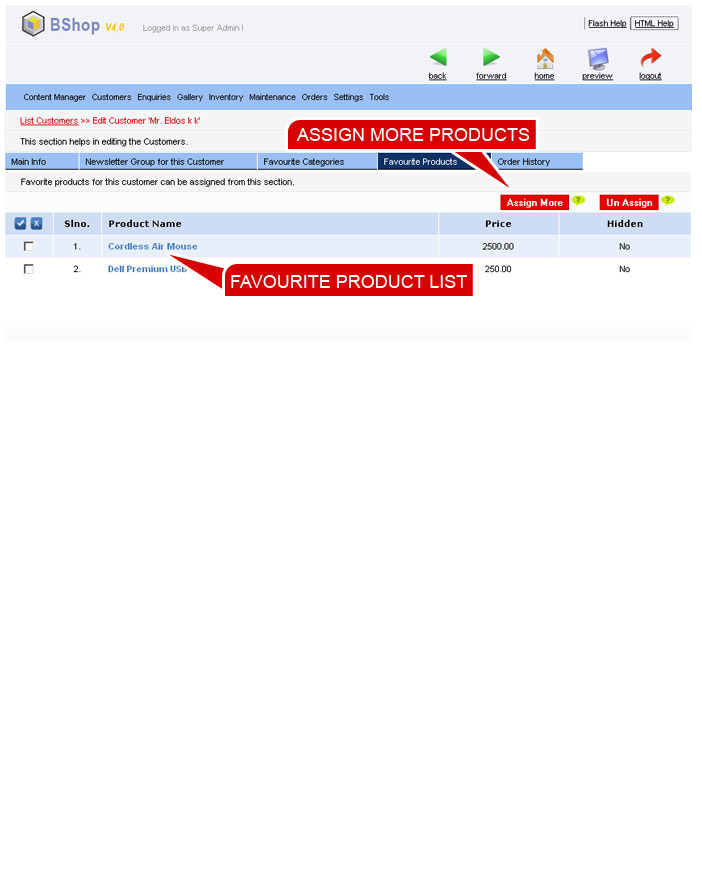 BShop V4.0 Logged in as Super Admin ! Flash Help HTML Help
back forward home preview logout
Content Manager Customers Enquiries Gallery Inventory Maintenance Orders Settings Tools
List Customers >> Edit Customer 'Mr. Eldos k k'
ASSIGN MORE PRODUCTS
This section helps in editing the Customers.
Main Info Newsletter Group for this Customer Favourite Categories Favourite Products Order History
Favorite products for this customer can be assigned from this section.
Assign More ? Un Assign ?
Slno. Product Name Price Hidden
1. Cordless Air Mouse 2500.00 No
2. Dell Premium USb 250.00 No
FAVOURITE PRODUCT LIST